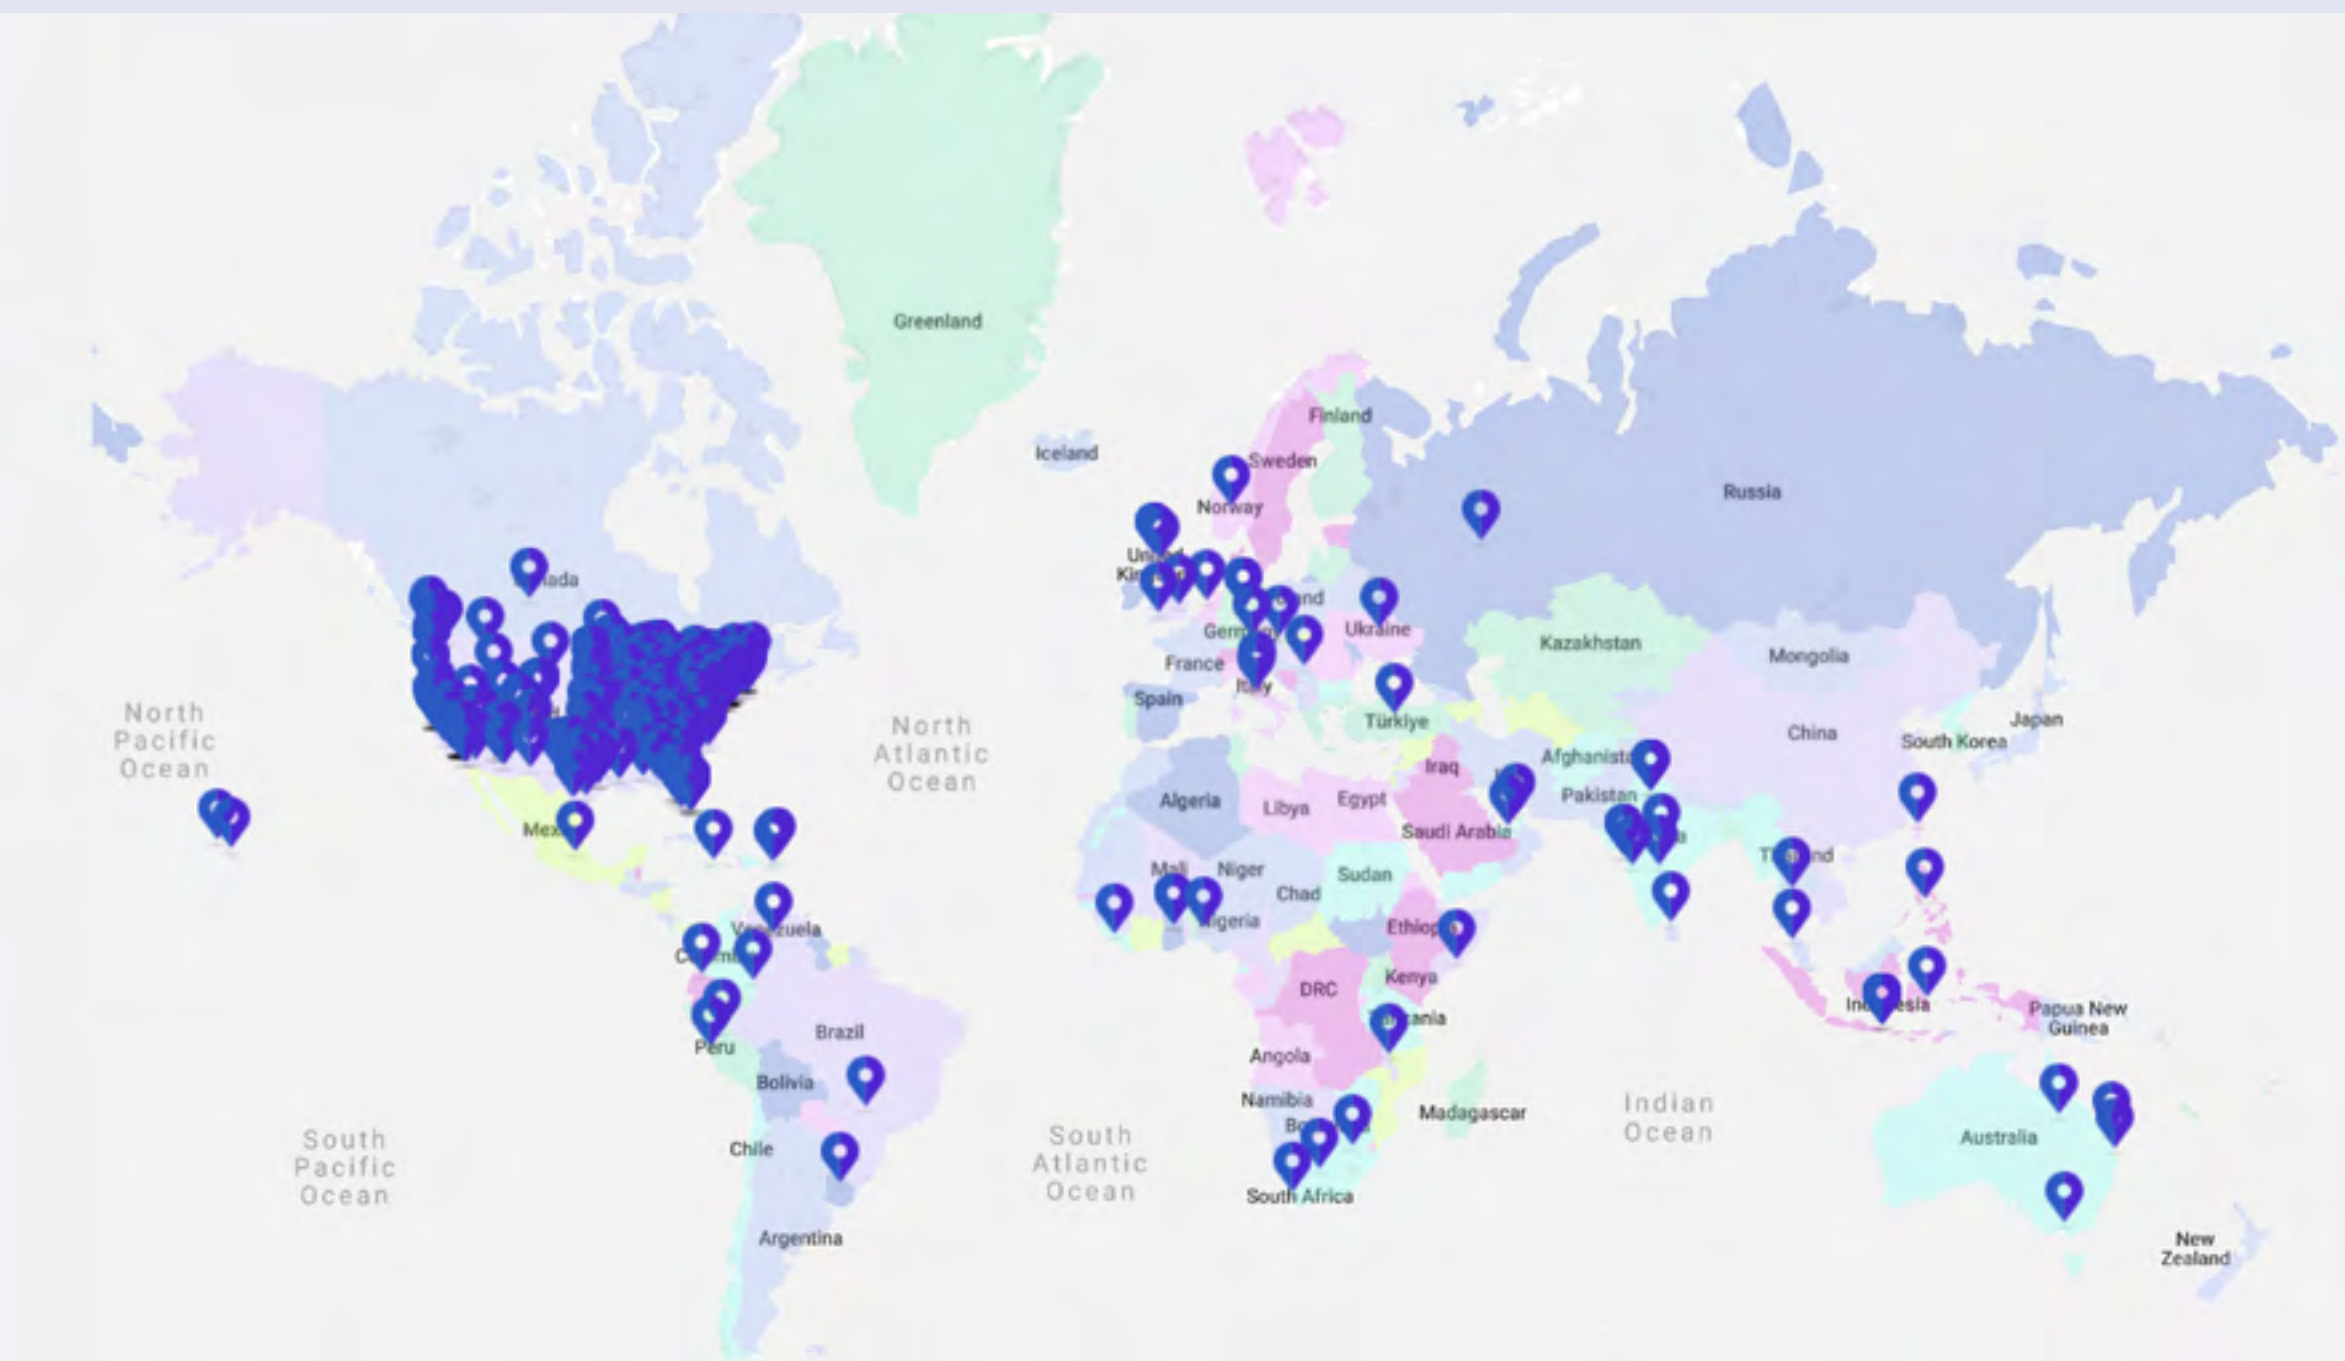 Greenland
Finland
Iceland
Sweden
Norway
Russia
United
Ukraine
Kazakhstan
Mongolia
France
Spain
Türkiye
China
Japan
South Korea
North
Pacific
Ocean
North
Atlantic
Ocean
Iraq
Pakistan
Algeria
Libya
Egypt
Saudi Arabia
Mali
Niger
Chad
Sudan
DRC
Kenya
Angola
Namibia
Madagascar
South Africa
Brazil
Peru
Bolivia
Chile
Argentina
South
Pacific
Ocean
South
Atlantic
Ocean
Indian
Ocean
Papua New
Guinea
Australia
New
Zealand